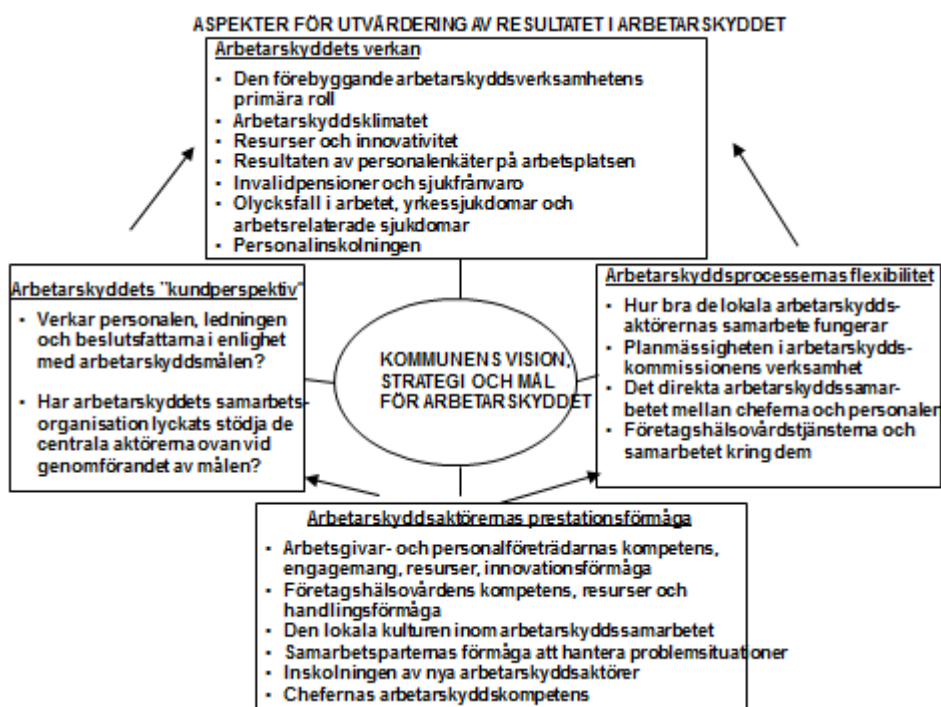 ASPEKTER FÖR UTVÄRDERING AV RESULTATET I ARBETARSKYDDET
Arbetarskyddets verkan
• Den förebyggande arbetarskyddsverksamhetens
primära roll
• Arbetarskyddsklimatet
• Resurser och innovativitet
• Resultaten av personalenkäter på arbetsplatsen
• Invalidpensioner och sjukfrånvaro
• Olycksfall i arbetet, yrkessjukdomar och
arbetsrelaterade sjukdomar
• Personalinskolningen
Arbetarskyddets "kundperspektiv"
• Verkar personalen, ledningen
och beslutsfattarna i enlighet
med arbetarskyddsmålen?
• Har arbetarskyddets samarbets-
organisation lyckats stödja de
centrala aktörerna ovan vid
genomförandet av målen?
KOMMUNENS VISION,
STRATEGI OCH MÅL
FÖR ARBETARSKYDDET
Arbetarskyddsprocessernas flexibilitet
• Hur bra de lokala arbetarskydds-
aktörernas samarbete fungerar
• Planmässigheten i arbetarskydds-
kommissionens verksamhet
• Det direkta arbetarskyddssamar-
betet mellan cheferna och personalen
• Företagshälsovårdstjänsterna och
samarbetet kring dem
Arbetarskyddsaktörernas prestationsförmåga
• Arbetsgivar- och personalföreträdarnas kompetens,
engagemang, resurser, innovationsförmåga
• Företagshälsovårdens kompetens, resurser och
handlingsförmåga
• Den lokala kulturen inom arbetarskyddssamarbetet
• Samarbetsparternas förmåga att hantera problemsituationer
• Inskolningen av nya arbetarskyddsaktörer
• Chefernas arbetarskyddskompetens